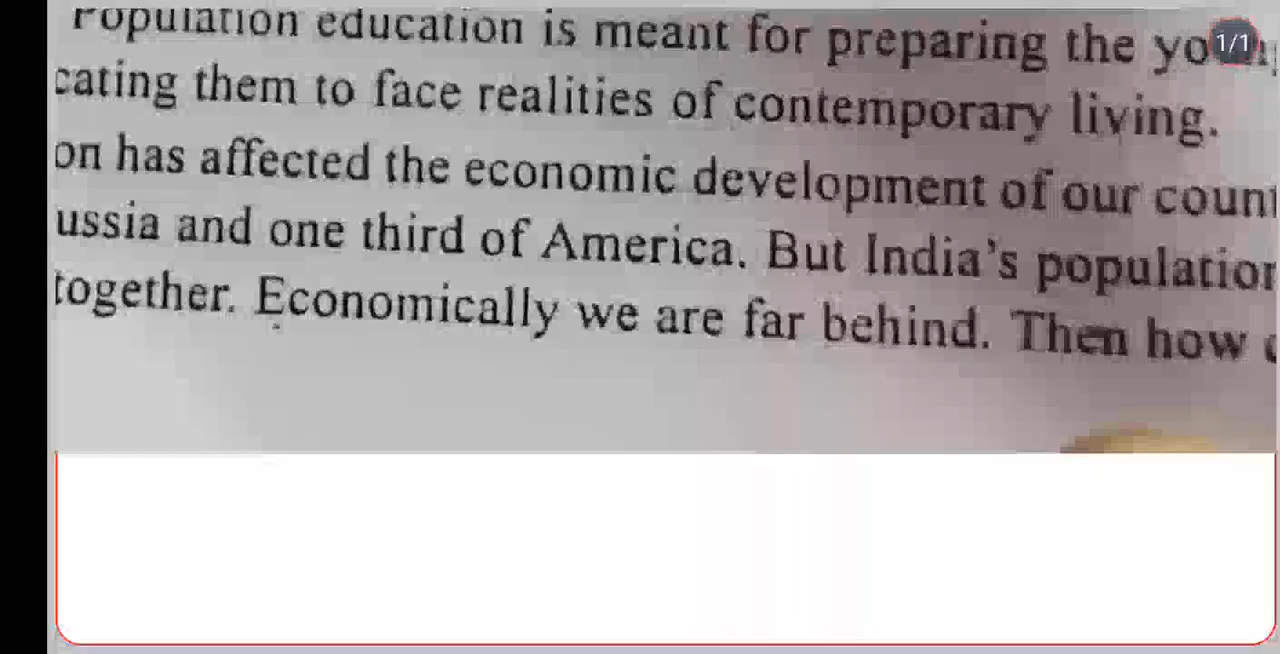 Population education is meant for preparing the
cating them to face realities of contemporary living.
on has affected the economic development of our
ussia and one third of America. But India's population
together. Economically we are far behind. Then how
1/1